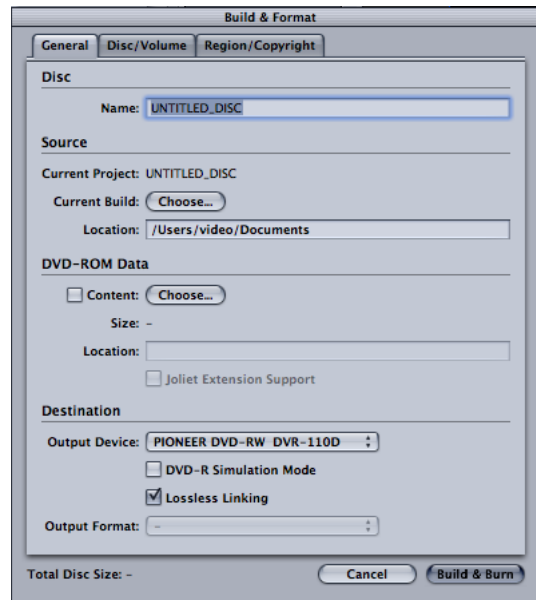 Build & Format
General Disc/Volume Region/Copyright
Disc
Name: UNTITLED_DISC
Source
Current Project: UNTITLED_DISC
Current Build: Choose...
Location: /Users/video/Documents
DVD-ROM Data
Content: Choose...
Size: -
Location:
Joliet Extension Support
Destination
Output Device: PIONEER DVD-RW DVR-110D
DVD-R Simulation Mode
Lossless Linking
Output Format: -
Total Disc Size: - Cancel Build & Burn